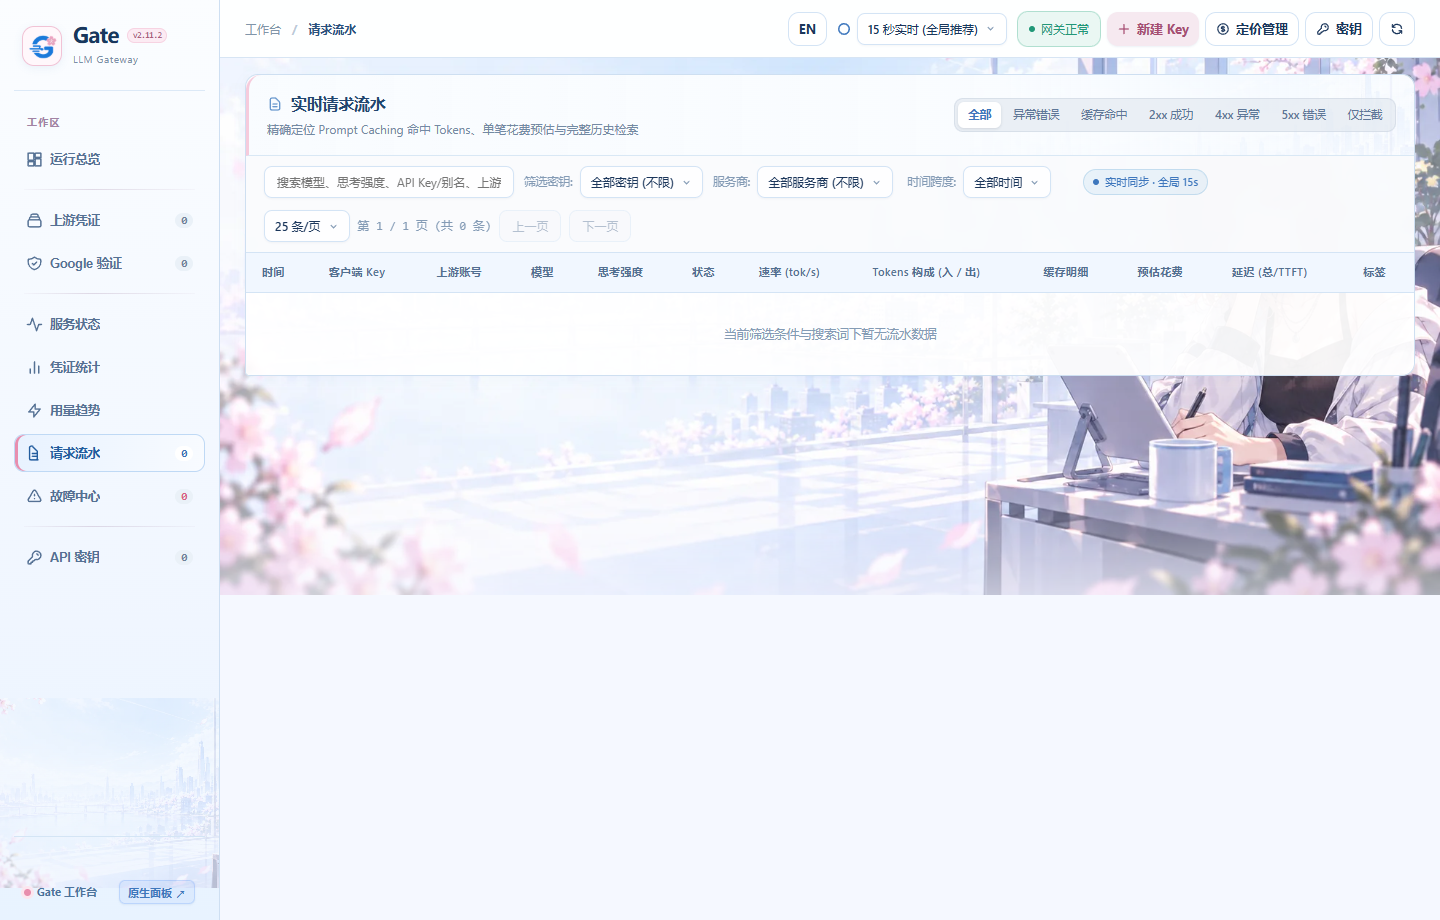 Gate v2.11.2
LLM Gateway
工作区
运行总览
上游凭证 0
Google 验证 0
服务状态
凭证统计
用量趋势
请求流水 0
故障中心 0
API 密钥 0
Gate 工作台 原生面板 ↗
工作台 / 请求流水
EN 15 秒实时 (全局推荐) 网关正常 + 新建 Key 定价管理 密钥
实时请求流水
精确定位 Prompt Caching 命中 Tokens、单笔花费预估与完整历史检索
全部 异常错误 缓存命中 2xx 成功 4xx 异常 5xx 错误 仅拦截
搜索模型、思考强度、API Key/别名、上游 筛选密钥: 全部密钥 (不限) 服务商: 全部服务商 (不限) 时间跨度: 全部时间 实时同步 · 全局 15s
25 条/页 第 1 / 1 页 (共 0 条) 上一页 下一页
时间 客户端 Key 上游账号 模型 思考强度 状态 速率 (tok/s) Tokens 构成 (入 / 出) 缓存明细 预估花费 延迟 (总/TTFT) 标签
当前筛选条件与搜索词下暂无流水数据